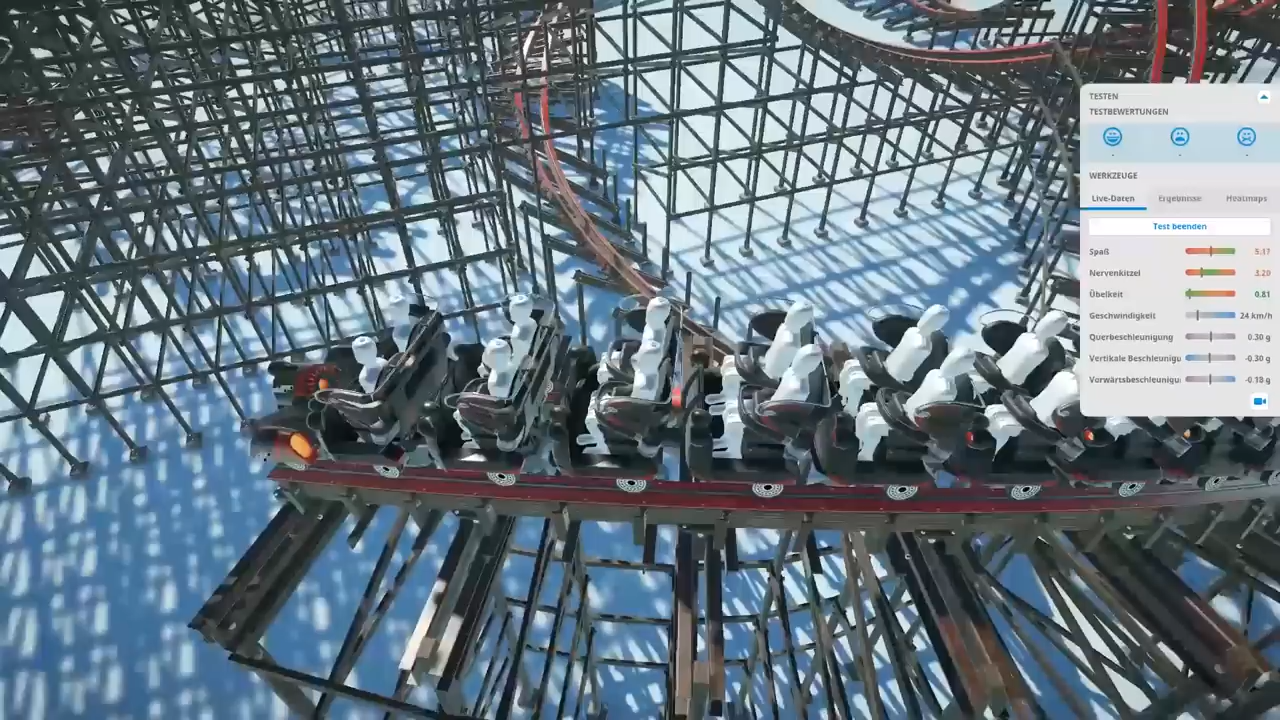 TESTEN
TESTBEWERTUNGEN
- - -
WERKZEUGE
Live-Daten Ergebnisse Heatmaps
Test beenden
Spaß 5.17
Nervenkitzel 3.20
Übelkeit 0.81
Geschwindigkeit 24 km/h
Querbeschleunigung 0.30 g
Vertikale Beschleunigu -0.30 g
Vorwärtsbeschleunigu -0.18 g